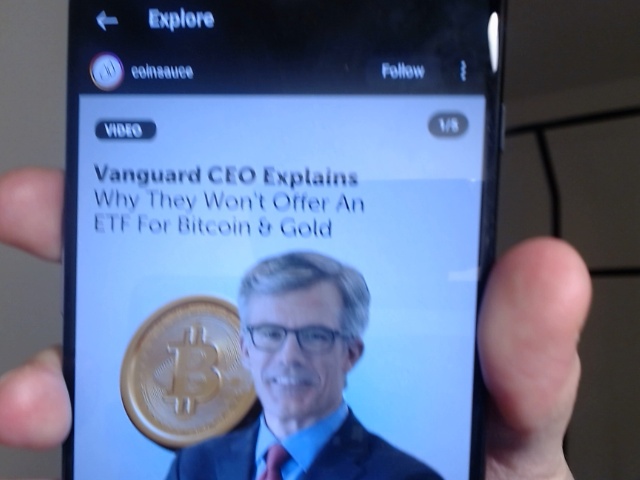 Explore
coinsauce
Follow
VIDEO
1/5
Vanguard CEO Explains
Why They Won't Offer An
ETF For Bitcoin & Gold